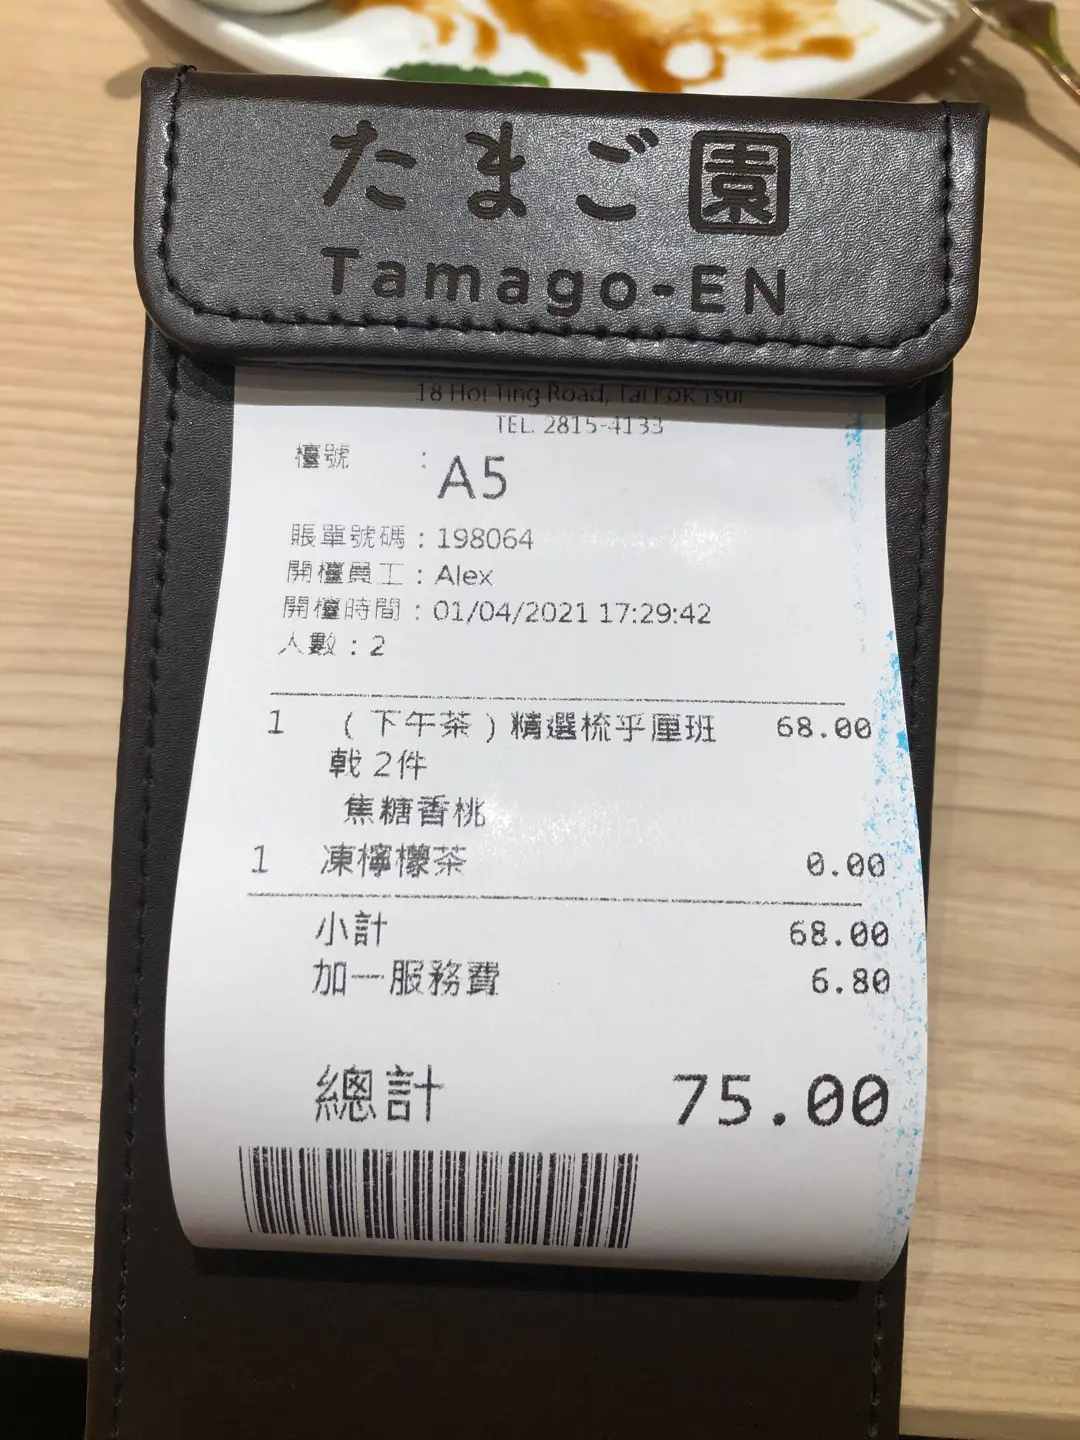 たまご園
Tamago-EN
18 Hoi Ting Road, Tai Kok Tsui
TEL. 2815-4133
檯號 : A5
賬單號碼 : 198064
開檯員工 : Alex
開檯時間 : 01/04/2021 17:29:42
人數 : 2
1 (下午茶) 精選梳乎厘班 68.00
戟 2件
焦糖香桃
1 凍檸檬茶 0.00
小計 68.00
加一服務費 6.80
總計 75.00